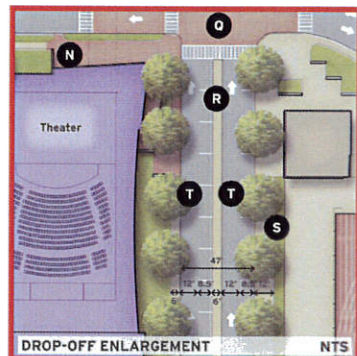 Q
N
R
Theater
T T
S
47'
12' 8.5' 12' 8.5' 12'
6' 6'
DROP-OFF ENLARGEMENT NTS